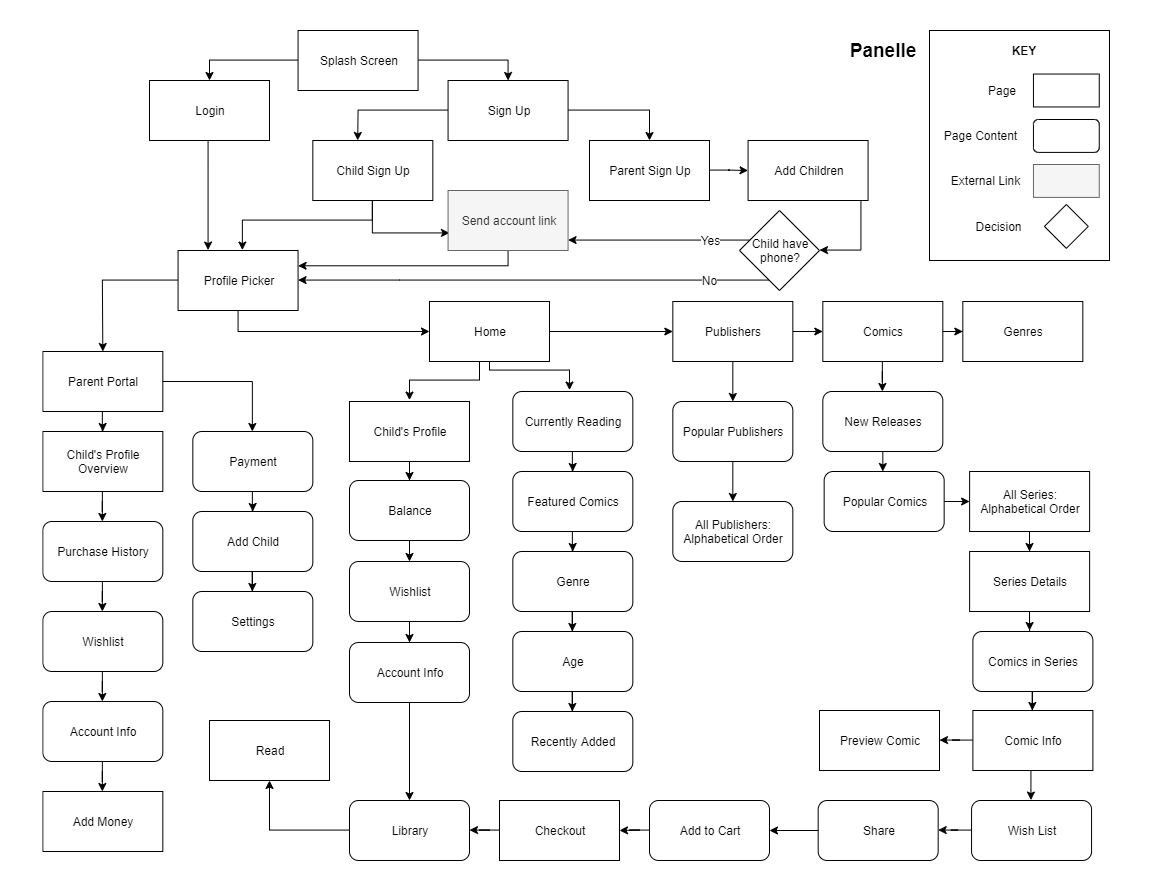 Panelle
KEY
Page
Page Content
External Link
Decision
Splash Screen
Login
Sign Up
Child Sign Up
Parent Sign Up
Add Children
Send account link
Yes
Child have
phone?
No
Profile Picker
Home
Publishers
Comics
Genres
Parent Portal
Child's Profile
Overview
Purchase History
Wishlist
Account Info
Add Money
Payment
Add Child
Settings
Child's Profile
Balance
Wishlist
Account Info
Currently Reading
Featured Comics
Genre
Age
Recently Added
Popular Publishers
All Publishers:
Alphabetical Order
New Releases
Popular Comics
All Series:
Alphabetical Order
Series Details
Comics in Series
Preview Comic
Comic Info
Read
Library
Checkout
Add to Cart
Share
Wish List